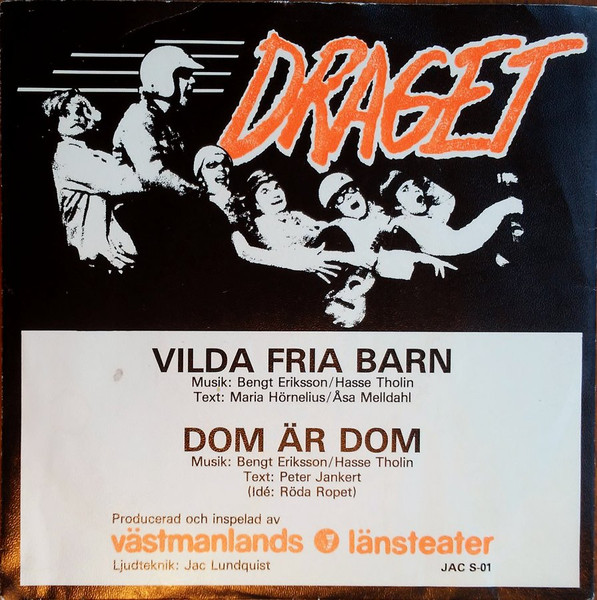 DRAGET
VILDA FRIA BARN
Musik: Bengt Eriksson/Hasse Tholin
Text: Maria Hörnelius/Åsa Melldahl
DOM ÄR DOM
Musik: Bengt Eriksson/Hasse Tholin
Text: Peter Jankert
(Idé: Röda Ropet)
Producerad och inspelad av
västmanlands länsteater
Ljudteknik: Jac Lundquist JAC S-01